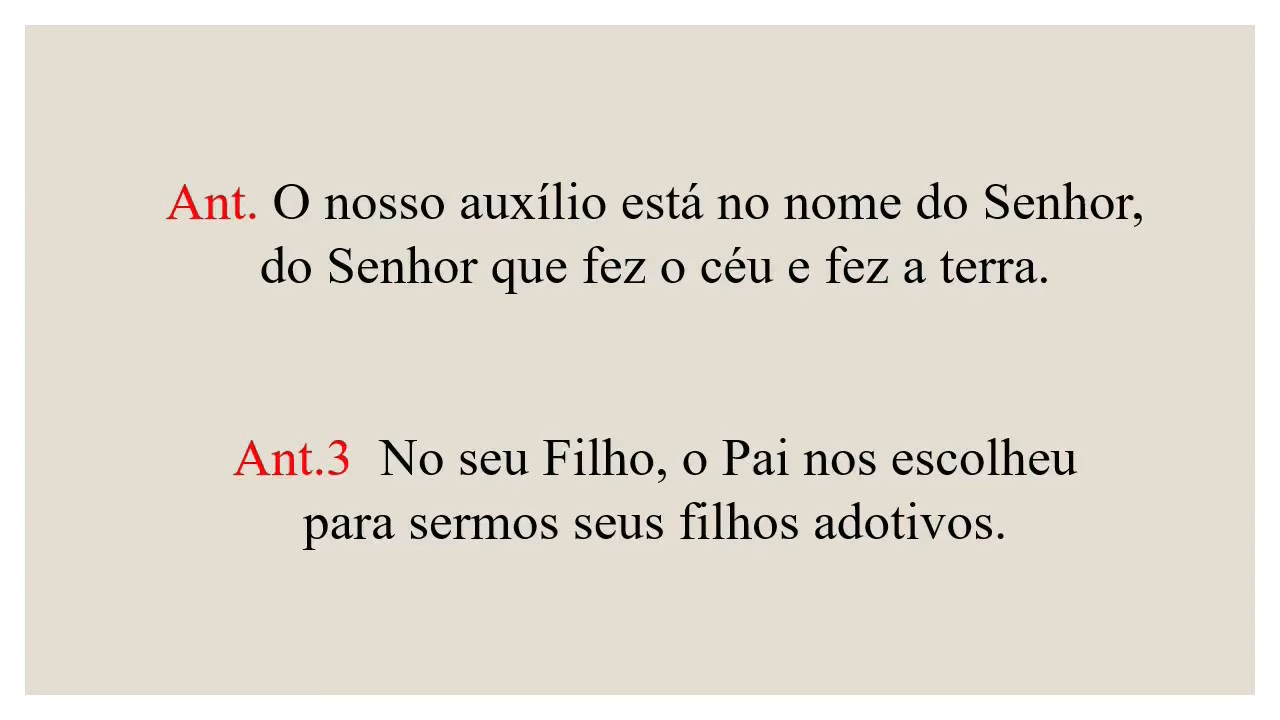 Ant. O nosso auxílio está no nome do Senhor,
do Senhor que fez o céu e fez a terra.
Ant.3 No seu Filho, o Pai nos escolheu
para sermos seus filhos adotivos.